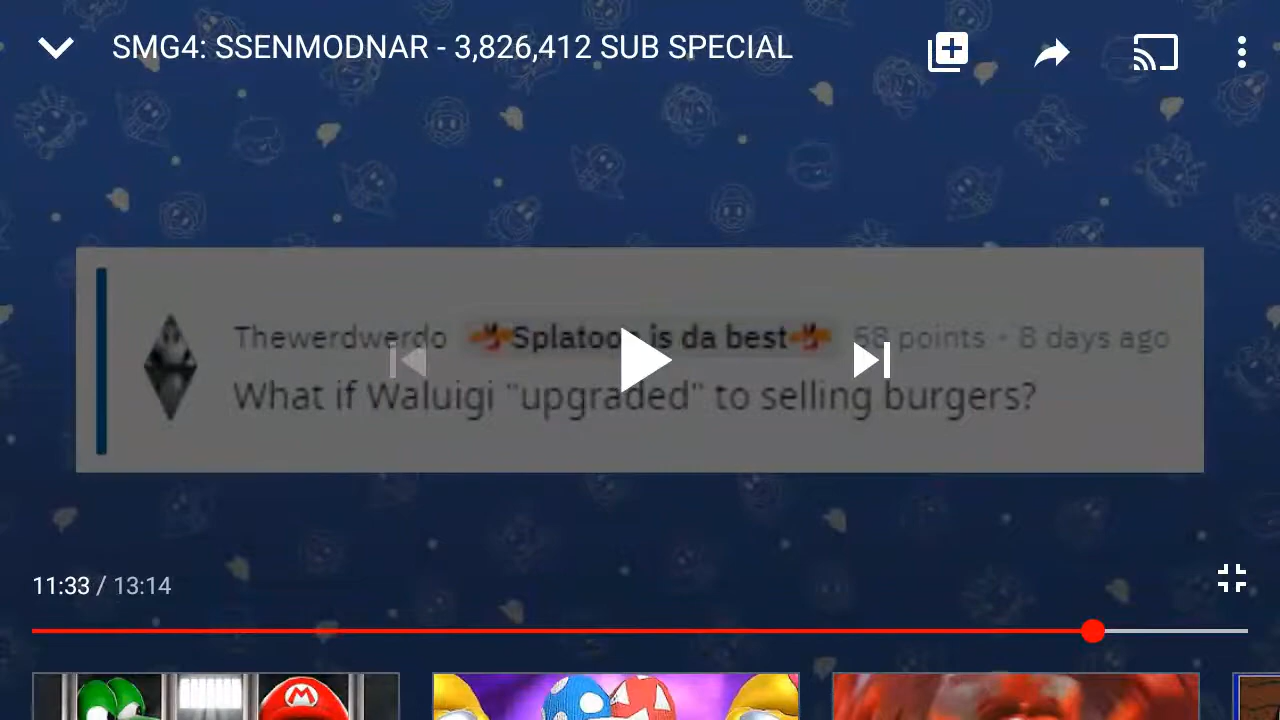 SMG4: SSENMODNAR - 3,826,412 SUB SPECIAL
Thewerdwerdo Splatoon is da best 58 points • 8 days ago
What if Waluigi "upgraded" to selling burgers?
11:33 / 13:14